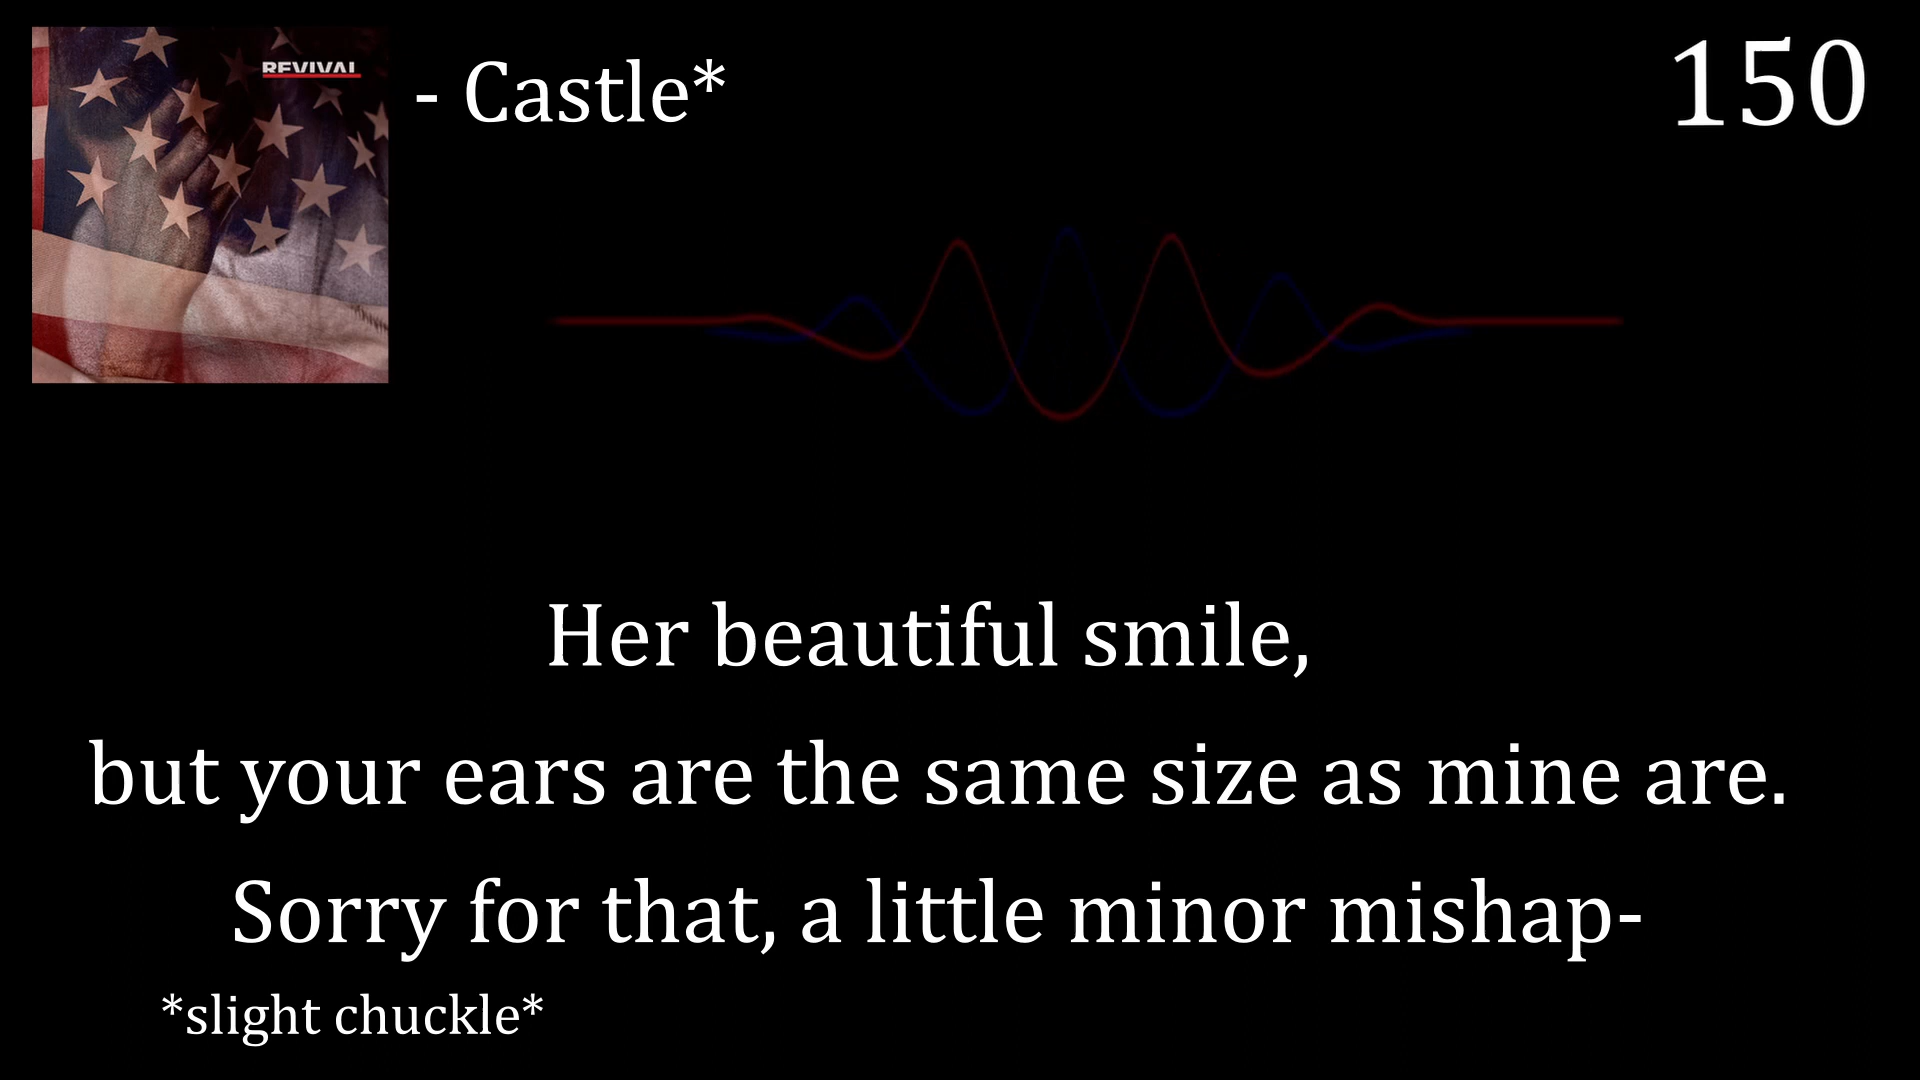 REVIVAL
- Castle*
150
Her beautiful smile,
but your ears are the same size as mine are.
Sorry for that, a little minor mishap-
*slight chuckle*